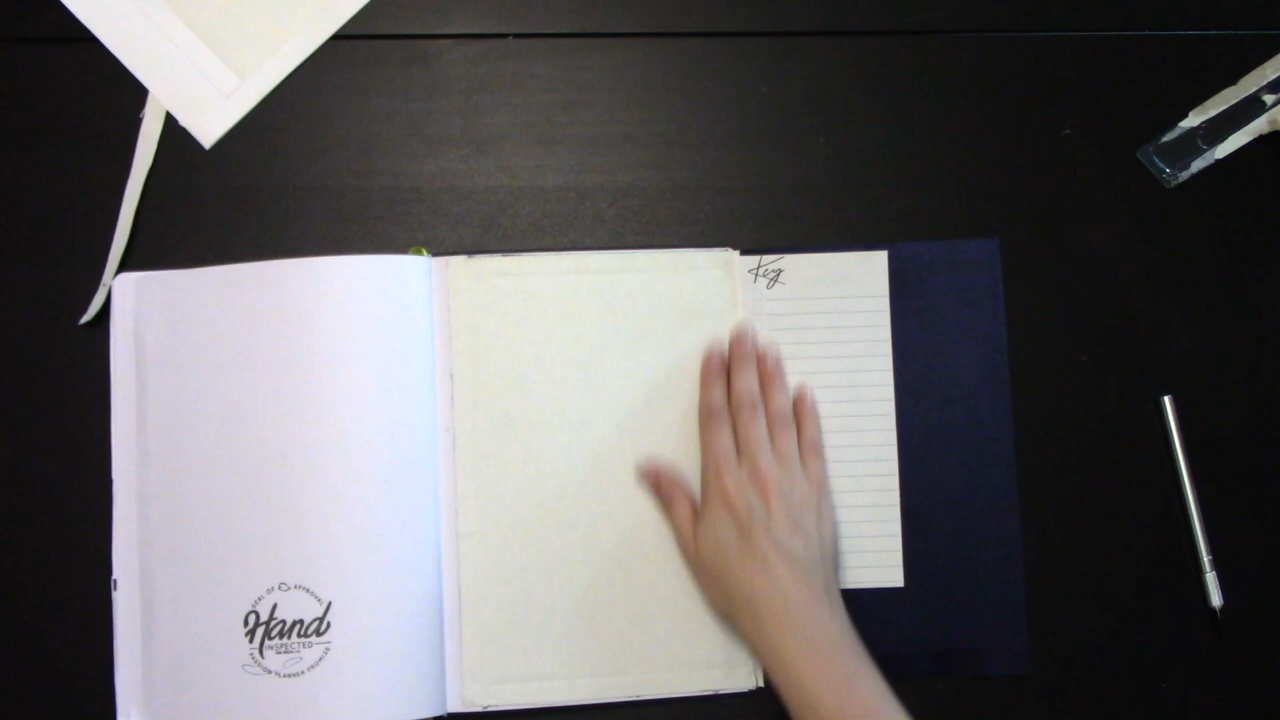 Key
SEAL OF APPROVAL
Hand
INSPECTED
PASSION PLANNER PROMISE